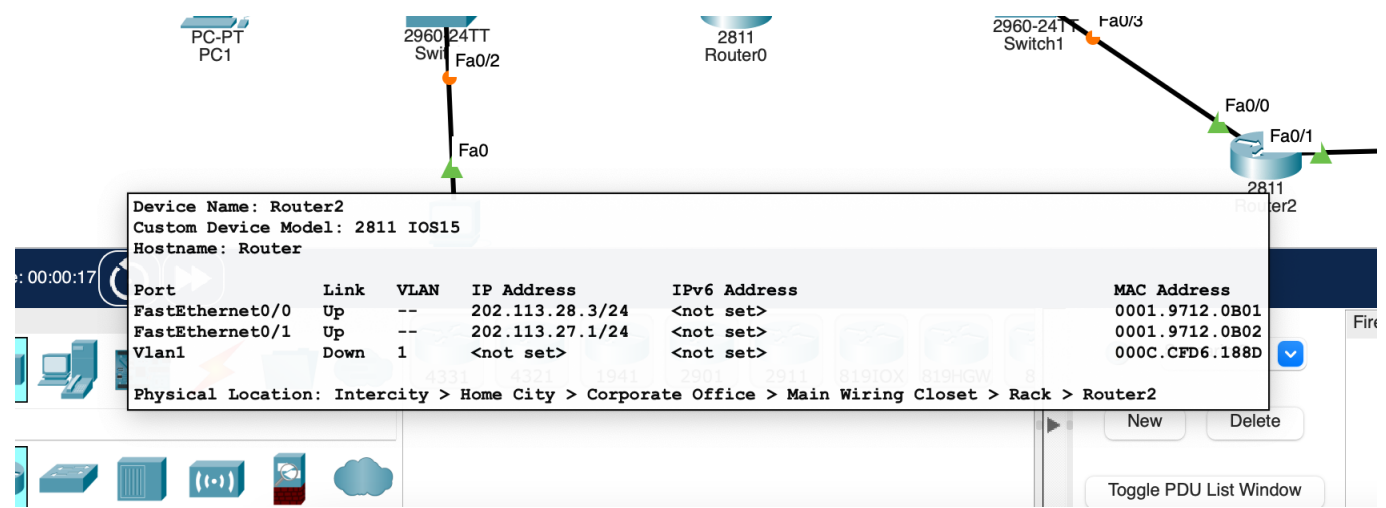 PC-PT
PC1
2960-24TT
Swit
Fa0/2
Fa0
2811
Router0
2960-24TT
Switch1
Fa0/3
Fa0/0
Fa0/1
2811
Router2
Device Name: Router2
Custom Device Model: 2811 IOS15
Hostname: Router
Port Link VLAN IP Address IPv6 Address MAC Address
FastEthernet0/0 Up -- 202.113.28.3/24 <not set> 0001.9712.0B01
FastEthernet0/1 Up -- 202.113.27.1/24 <not set> 0001.9712.0B02
Vlan1 Down 1 <not set> <not set> 000C.CFD6.188D
Physical Location: Intercity > Home City > Corporate Office > Main Wiring Closet > Rack > Router2
e: 00:00:17
4331 4321 1941 2901 2911 819IOX 819HGW 8
Fire
New Delete
Toggle PDU List Window